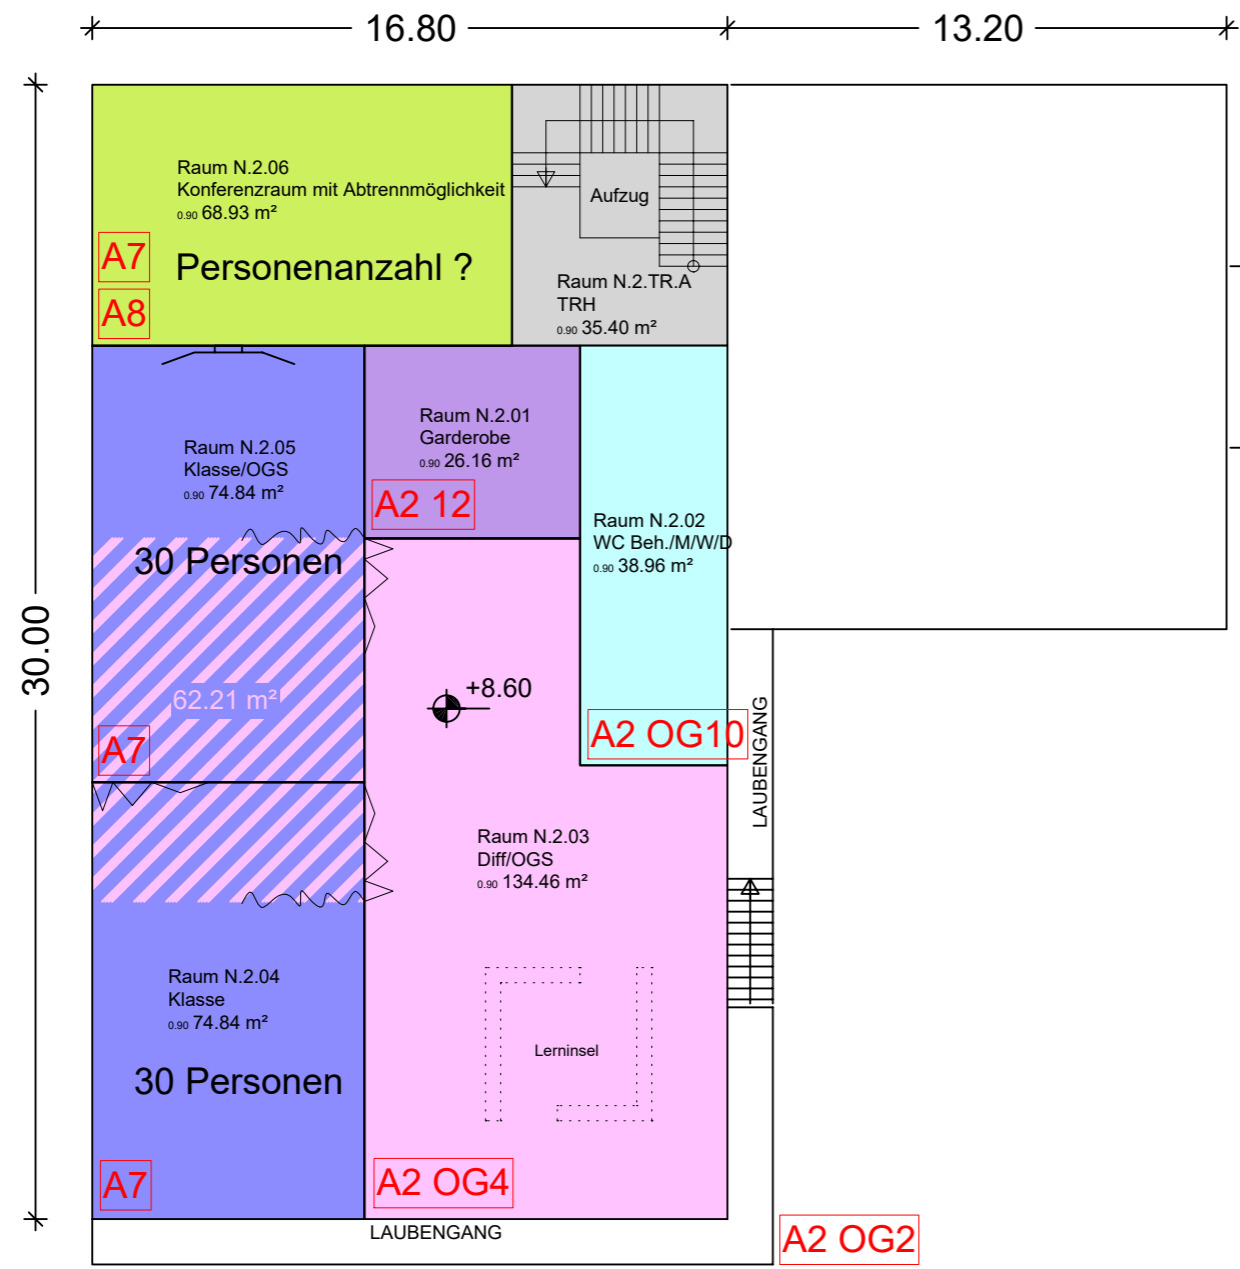 16.80
13.20
30.00
Raum N.2.06
Konferenzraum mit Abtrennmöglichkeit
0.90 68.93 m²
Personenanzahl ?
A7
A8
Aufzug
Raum N.2.TR.A
TRH
0.90 35.40 m²
Raum N.2.05
Klasse/OGS
0.90 74.84 m²
30 Personen
62.21 m²
A7
Raum N.2.01
Garderobe
0.90 26.16 m²
A2 12
Raum N.2.02
WC Beh./M/W/D
0.90 38.96 m²
A2 OG10
+8.60
LAUBENGANG
Raum N.2.03
Diff/OGS
0.90 134.46 m²
Lerninsel
Raum N.2.04
Klasse
0.90 74.84 m²
30 Personen
A7
A2 OG4
LAUBENGANG
A2 OG2